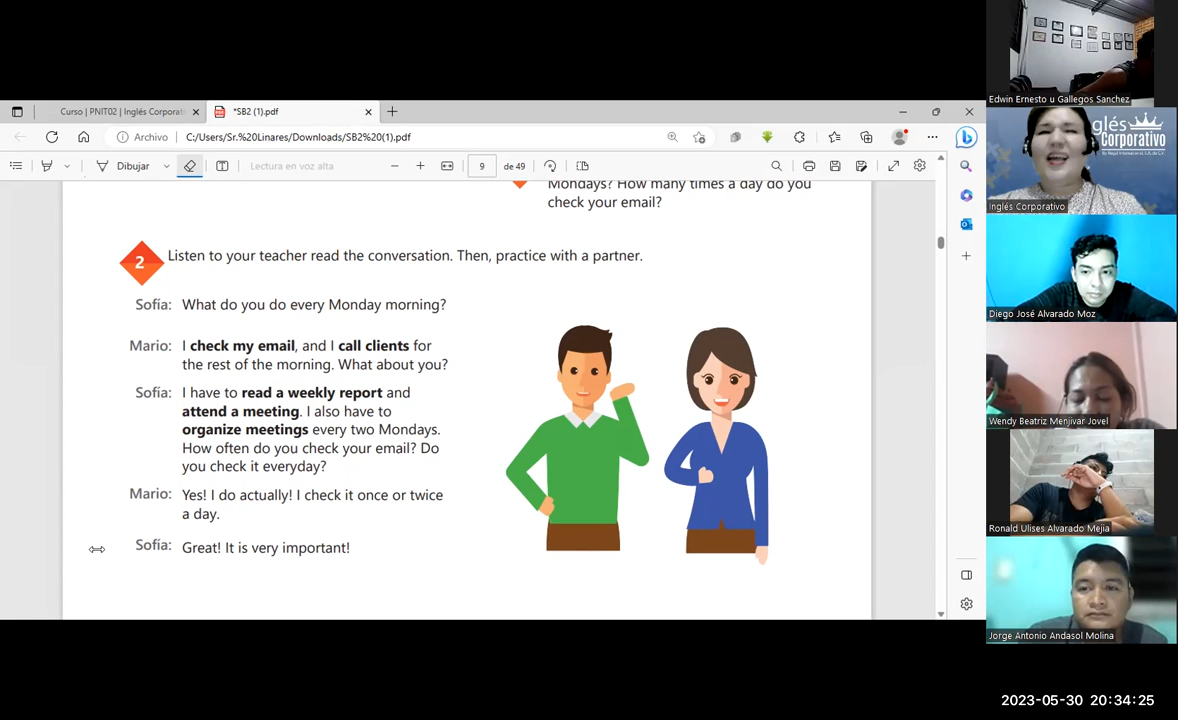 Curso | PNIT02 | Inglés Corporati
*SB2 (1).pdf
Archivo
C:/Users/Sr.%20Linares/Downloads/SB2%20(1).pdf
Dibujar
Lectura en voz alta
9
de 49
Mondays? How many times a day do you
check your email?
2
Listen to your teacher read the conversation. Then, practice with a partner.
Sofía: What do you do every Monday morning?
Mario: I check my email, and I call clients for
the rest of the morning. What about you?
Sofía: I have to read a weekly report and
attend a meeting. I also have to
organize meetings every two Mondays.
How often do you check your email? Do
you check it everyday?
Mario: Yes! I do actually! I check it once or twice
a day.
Sofía: Great! It is very important!
Edwin Ernesto u Gallegos Sanchez
glés
Corporativo
Inglés Corporativo
Diego José Alvarado Moz
Wendy Beatriz Menjivar Jovel
Ronald Ulises Alvarado Mejia
Jorge Antonio Andasol Molina
2023-05-30 20:34:25